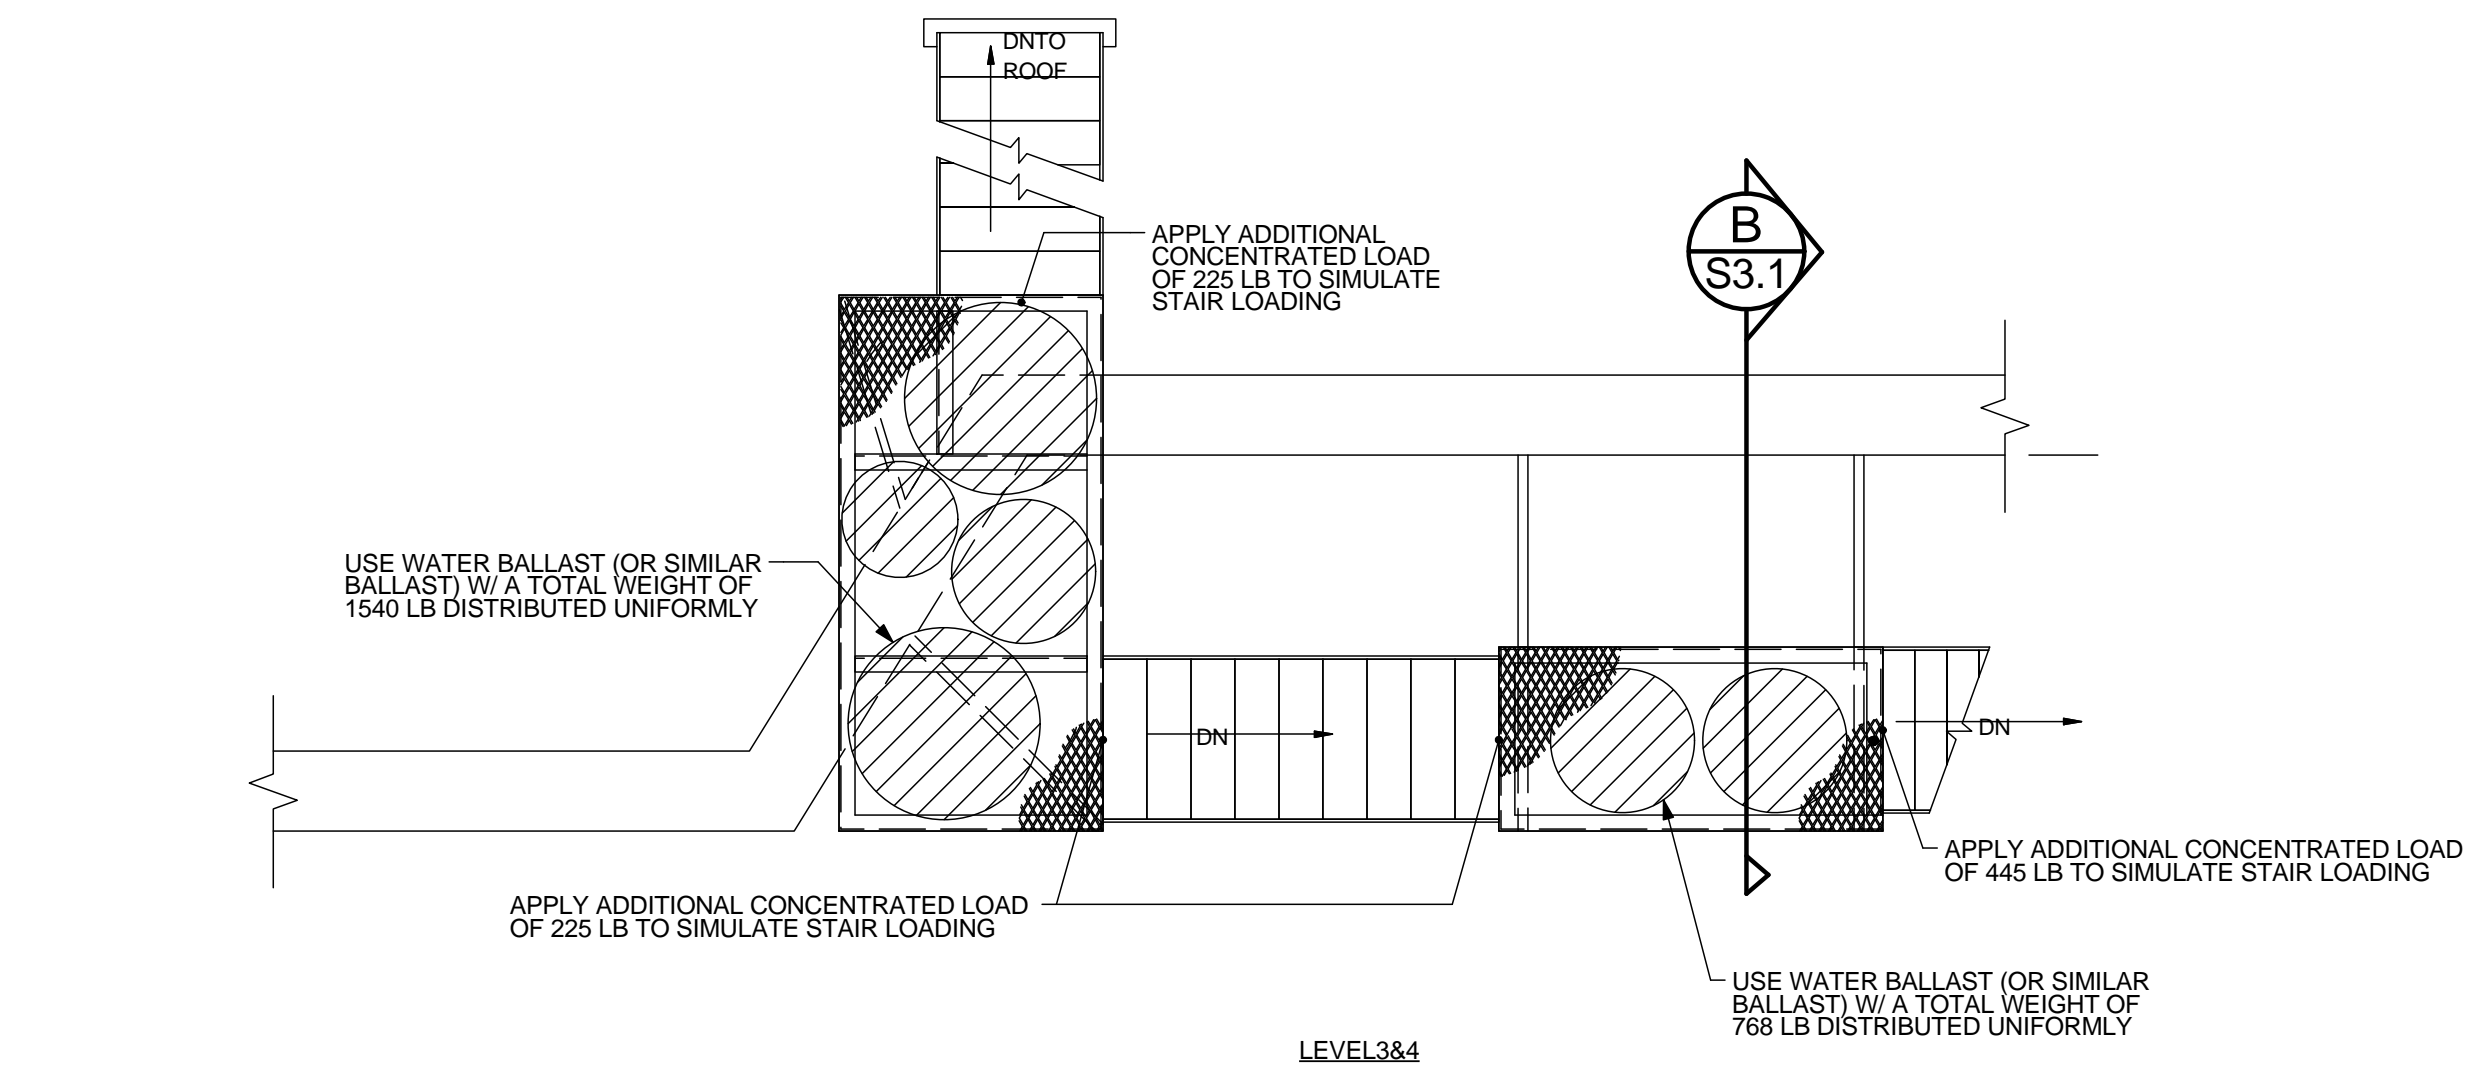 DNTO
ROOF
APPLY ADDITIONAL
CONCENTRATED LOAD
OF 225 LB TO SIMULATE
STAIR LOADING
B
S3.1
USE WATER BALLAST (OR SIMILAR
BALLAST) W/ A TOTAL WEIGHT OF
1540 LB DISTRIBUTED UNIFORMLY
DN
DN
APPLY ADDITIONAL CONCENTRATED LOAD
OF 445 LB TO SIMULATE STAIR LOADING
APPLY ADDITIONAL CONCENTRATED LOAD
OF 225 LB TO SIMULATE STAIR LOADING
USE WATER BALLAST (OR SIMILAR
BALLAST) W/ A TOTAL WEIGHT OF
768 LB DISTRIBUTED UNIFORMLY
LEVEL3&4